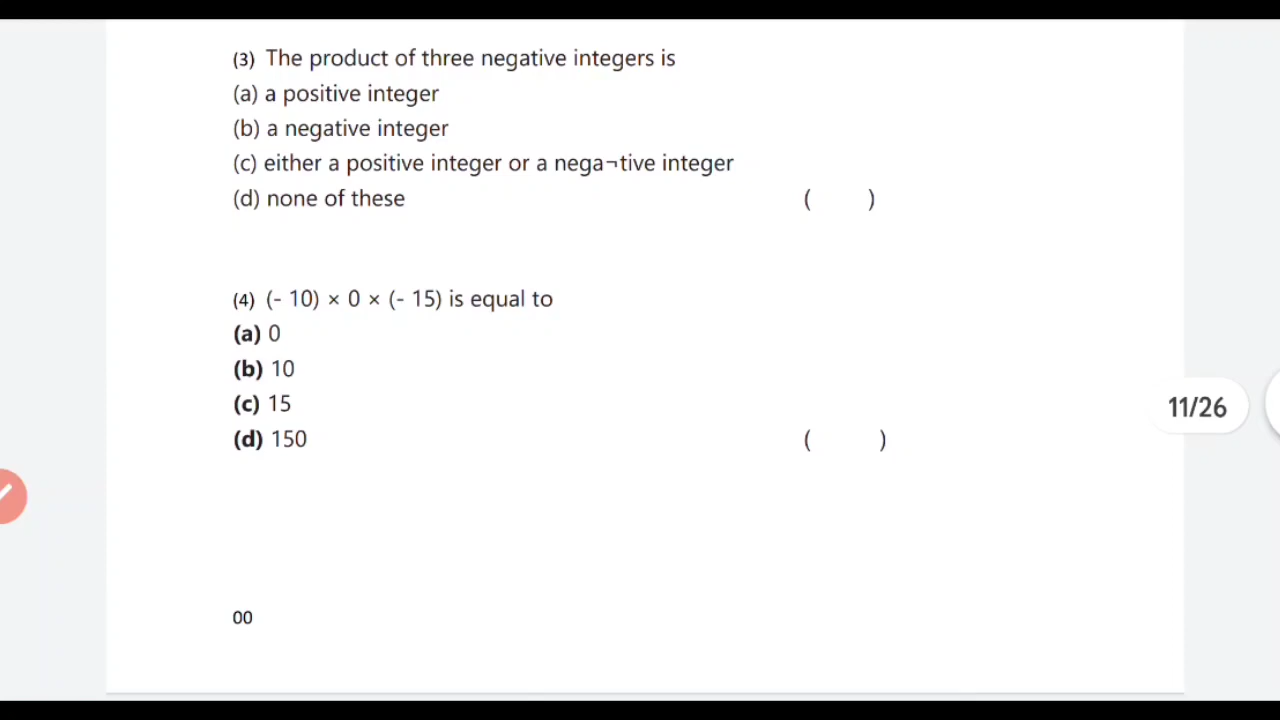 (3) The product of three negative integers is
(a) a positive integer
(b) a negative integer
(c) either a positive integer or a nega¬tive integer
(d) none of these ( )
(4) (- 10) × 0 × (- 15) is equal to
(a) 0
(b) 10
(c) 15
11/26
(d) 150 ( )
00